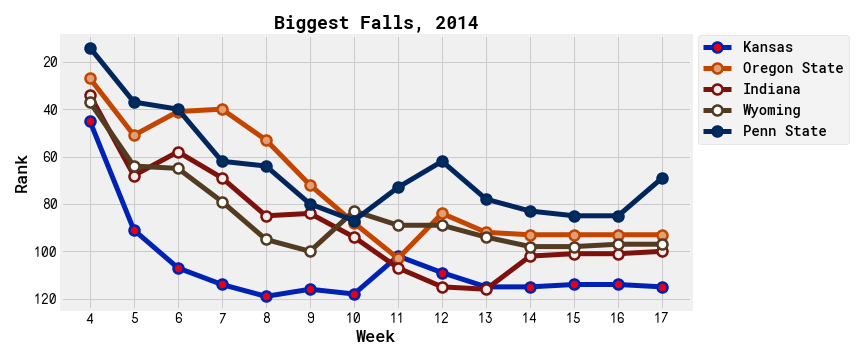 Biggest Falls, 2014
Kansas
Oregon State
Indiana
Wyoming
Penn State
Rank
20
40
60
80
100
120
4 5 6 7 8 9 10 11 12 13 14 15 16 17
Week